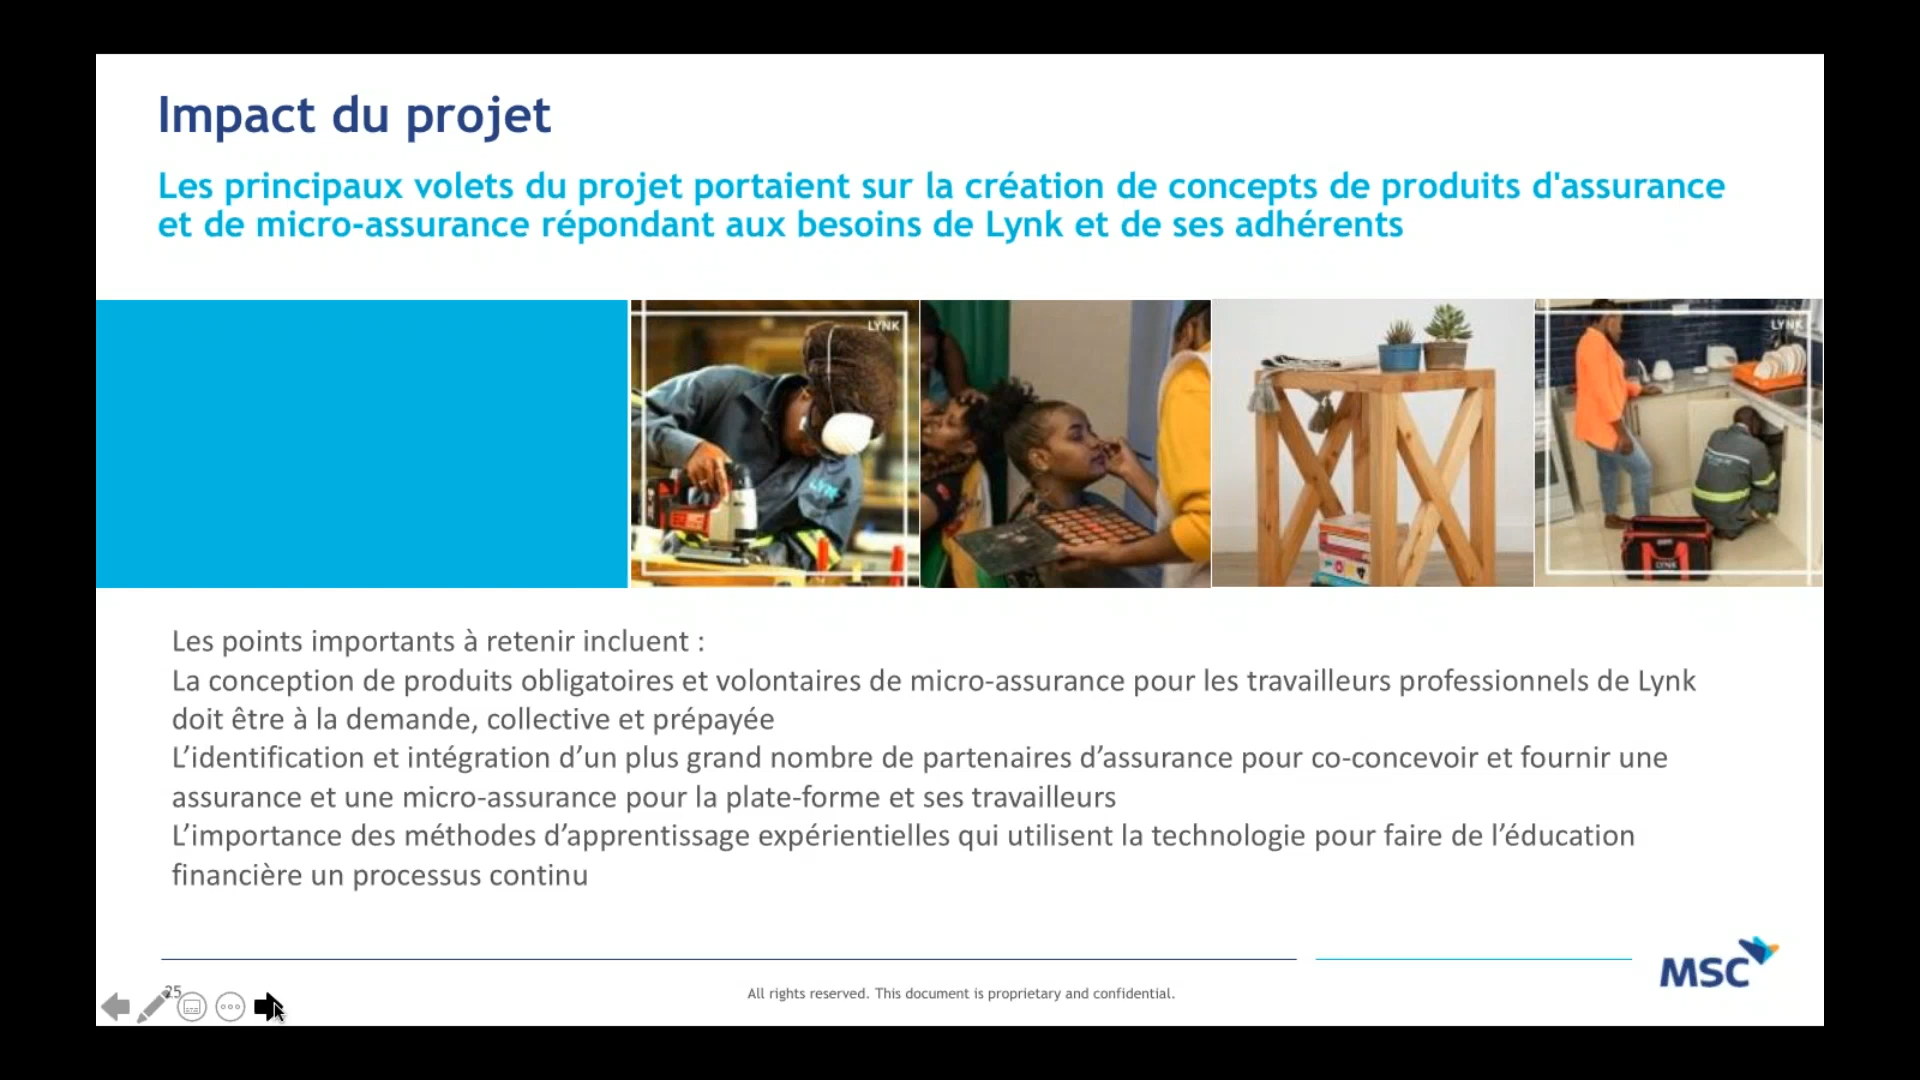 Impact du projet
Les principaux volets du projet portaient sur la création de concepts de produits d'assurance
et de micro-assurance répondant aux besoins de Lynk et de ses adhérents
LYNK
LYNK
LYNK
Les points importants à retenir incluent :
La conception de produits obligatoires et volontaires de micro-assurance pour les travailleurs professionnels de Lynk
doit être à la demande, collective et prépayée
L’identification et intégration d’un plus grand nombre de partenaires d’assurance pour co-concevoir et fournir une
assurance et une micro-assurance pour la plate-forme et ses travailleurs
L’importance des méthodes d’apprentissage expérientielles qui utilisent la technologie pour faire de l’éducation
financière un processus continu
MSC
25
All rights reserved. This document is proprietary and confidential.